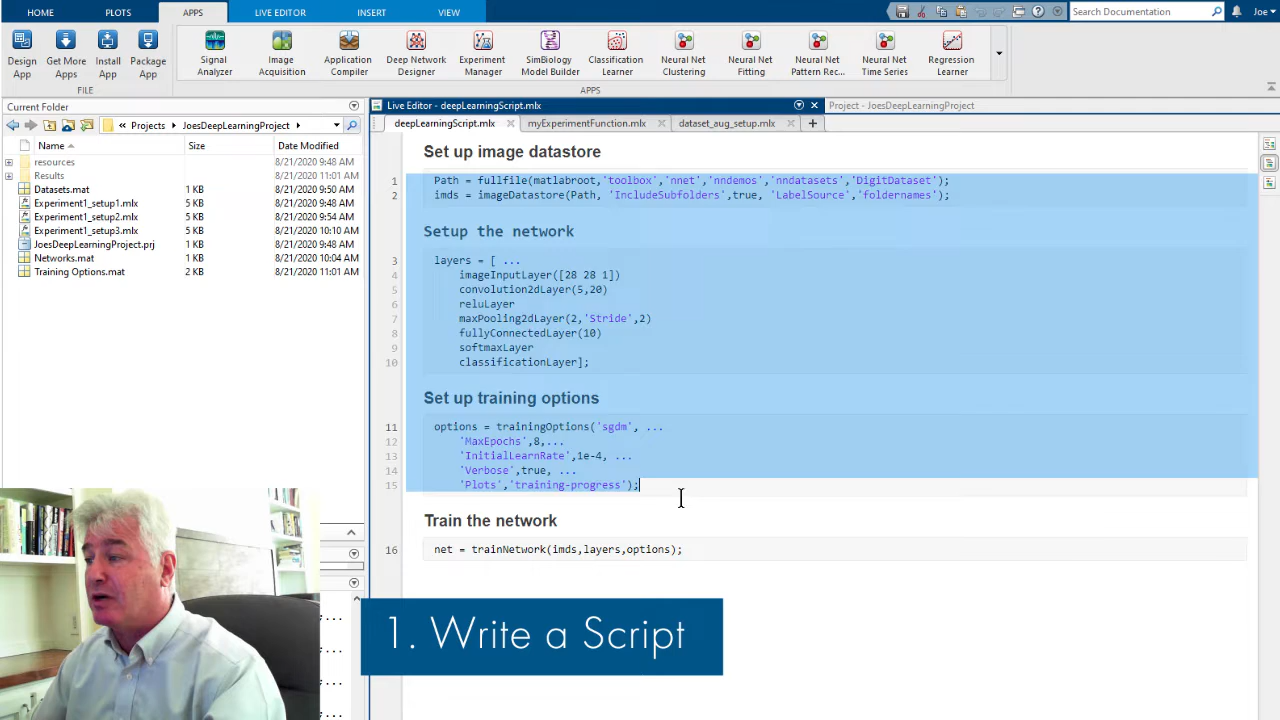 HOME PLOTS APPS LIVE EDITOR INSERT VIEW Search Documentation Joe
Design App
Get More Apps
Install App
Package App
Signal Analyzer
Image Acquisition
Application Compiler
Deep Network Designer
Experiment Manager
SimBiology Model Builder
Classification Learner
Neural Net Clustering
Neural Net Fitting
Neural Net Pattern Rec...
Neural Net Time Series
Regression Learner
FILE APPS
Current Folder
« Projects JoesDeepLearningProject
Name Size Date Modified
resources 8/21/2020 9:48 AM
Results 8/21/2020 11:01 AM
Datasets.mat 1 KB 8/21/2020 9:50 AM
Experiment1_setup1.mlx 5 KB 8/21/2020 9:48 AM
Experiment1_setup2.mlx 5 KB 8/21/2020 9:54 AM
Experiment1_setup3.mlx 5 KB 8/21/2020 10:10 AM
JoesDeepLearningProject.prj 1 KB 8/21/2020 9:48 AM
Networks.mat 1 KB 8/21/2020 10:04 AM
Training Options.mat 2 KB 8/21/2020 11:01 AM
Live Editor - deepLearningScript.mlx Project - JoesDeepLearningProject
deepLearningScript.mlx myExperimentFunction.mlx dataset_aug_setup.mlx
Set up image datastore
1 Path = fullfile(matlabroot,'toolbox','nnet','nndemos','nndatasets','DigitDataset');
2 imds = imageDatastore(Path, 'IncludeSubfolders',true, 'LabelSource','foldernames');
Setup the network
3 layers = [ ...
4 imageInputLayer([28 28 1])
5 convolution2dLayer(5,20)
6 reluLayer
7 maxPooling2dLayer(2,'Stride',2)
8 fullyConnectedLayer(10)
9 softmaxLayer
10 classificationLayer];
Set up training options
11 options = trainingOptions('sgdm', ...
12 'MaxEpochs',8,...
13 'InitialLearnRate',1e-4, ...
14 'Verbose',true, ...
15 'Plots','training-progress');
Train the network
16 net = trainNetwork(imds,layers,options);
1. Write a Script